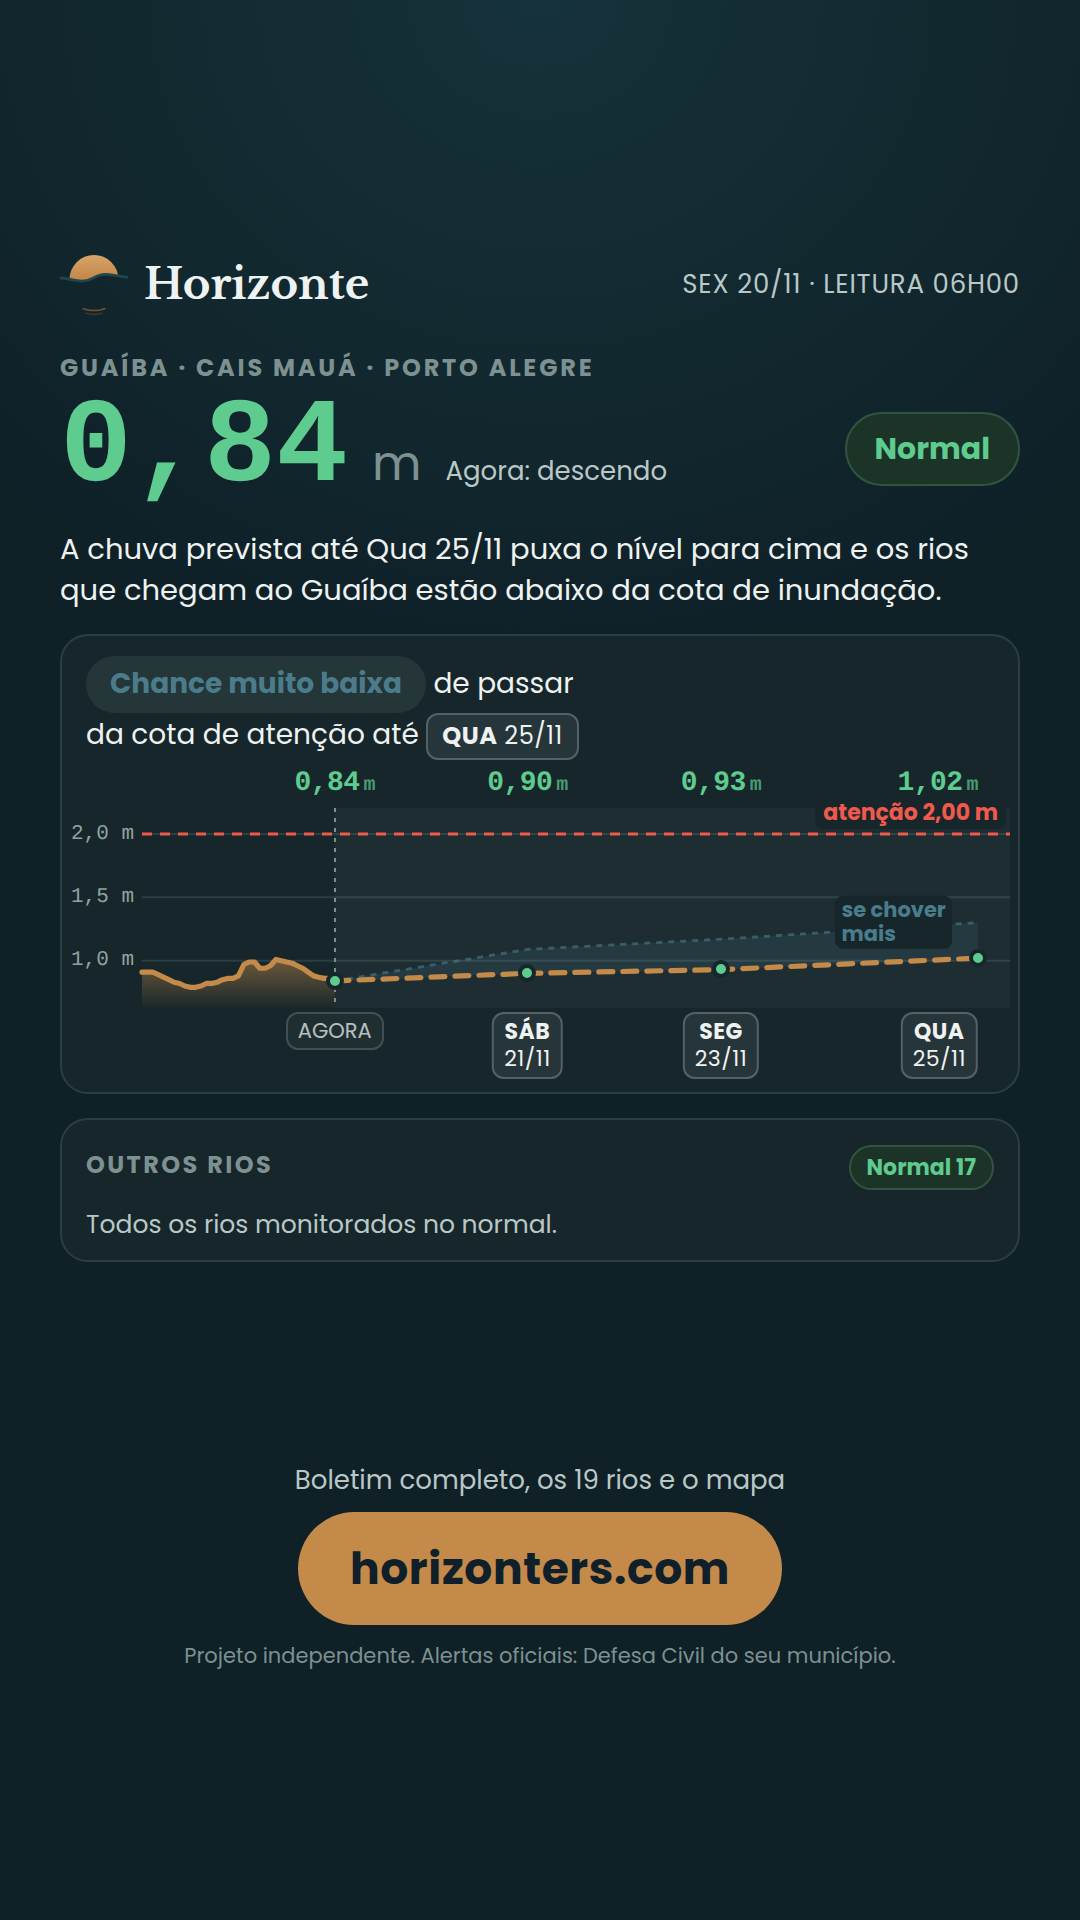 Horizonte
SEX 20/11 · LEITURA 06H00
GUAÍBA · CAIS MAUÁ · PORTO ALEGRE
0,84 m Agora: descendo
Normal
A chuva prevista até Qua 25/11 puxa o nível para cima e os rios
que chegam ao Guaíba estão abaixo da cota de inundação.
Chance muito baixa de passar
da cota de atenção até QUA 25/11
0,84 m 0,90 m 0,93 m 1,02 m
atenção 2,00 m
2,0 m
1,5 m
se chover
mais
1,0 m
AGORA
SÁB
21/11
SEG
23/11
QUA
25/11
OUTROS RIOS
Normal 17
Todos os rios monitorados no normal.
Boletim completo, os 19 rios e o mapa
horizonters.com
Projeto independente. Alertas oficiais: Defesa Civil do seu município.